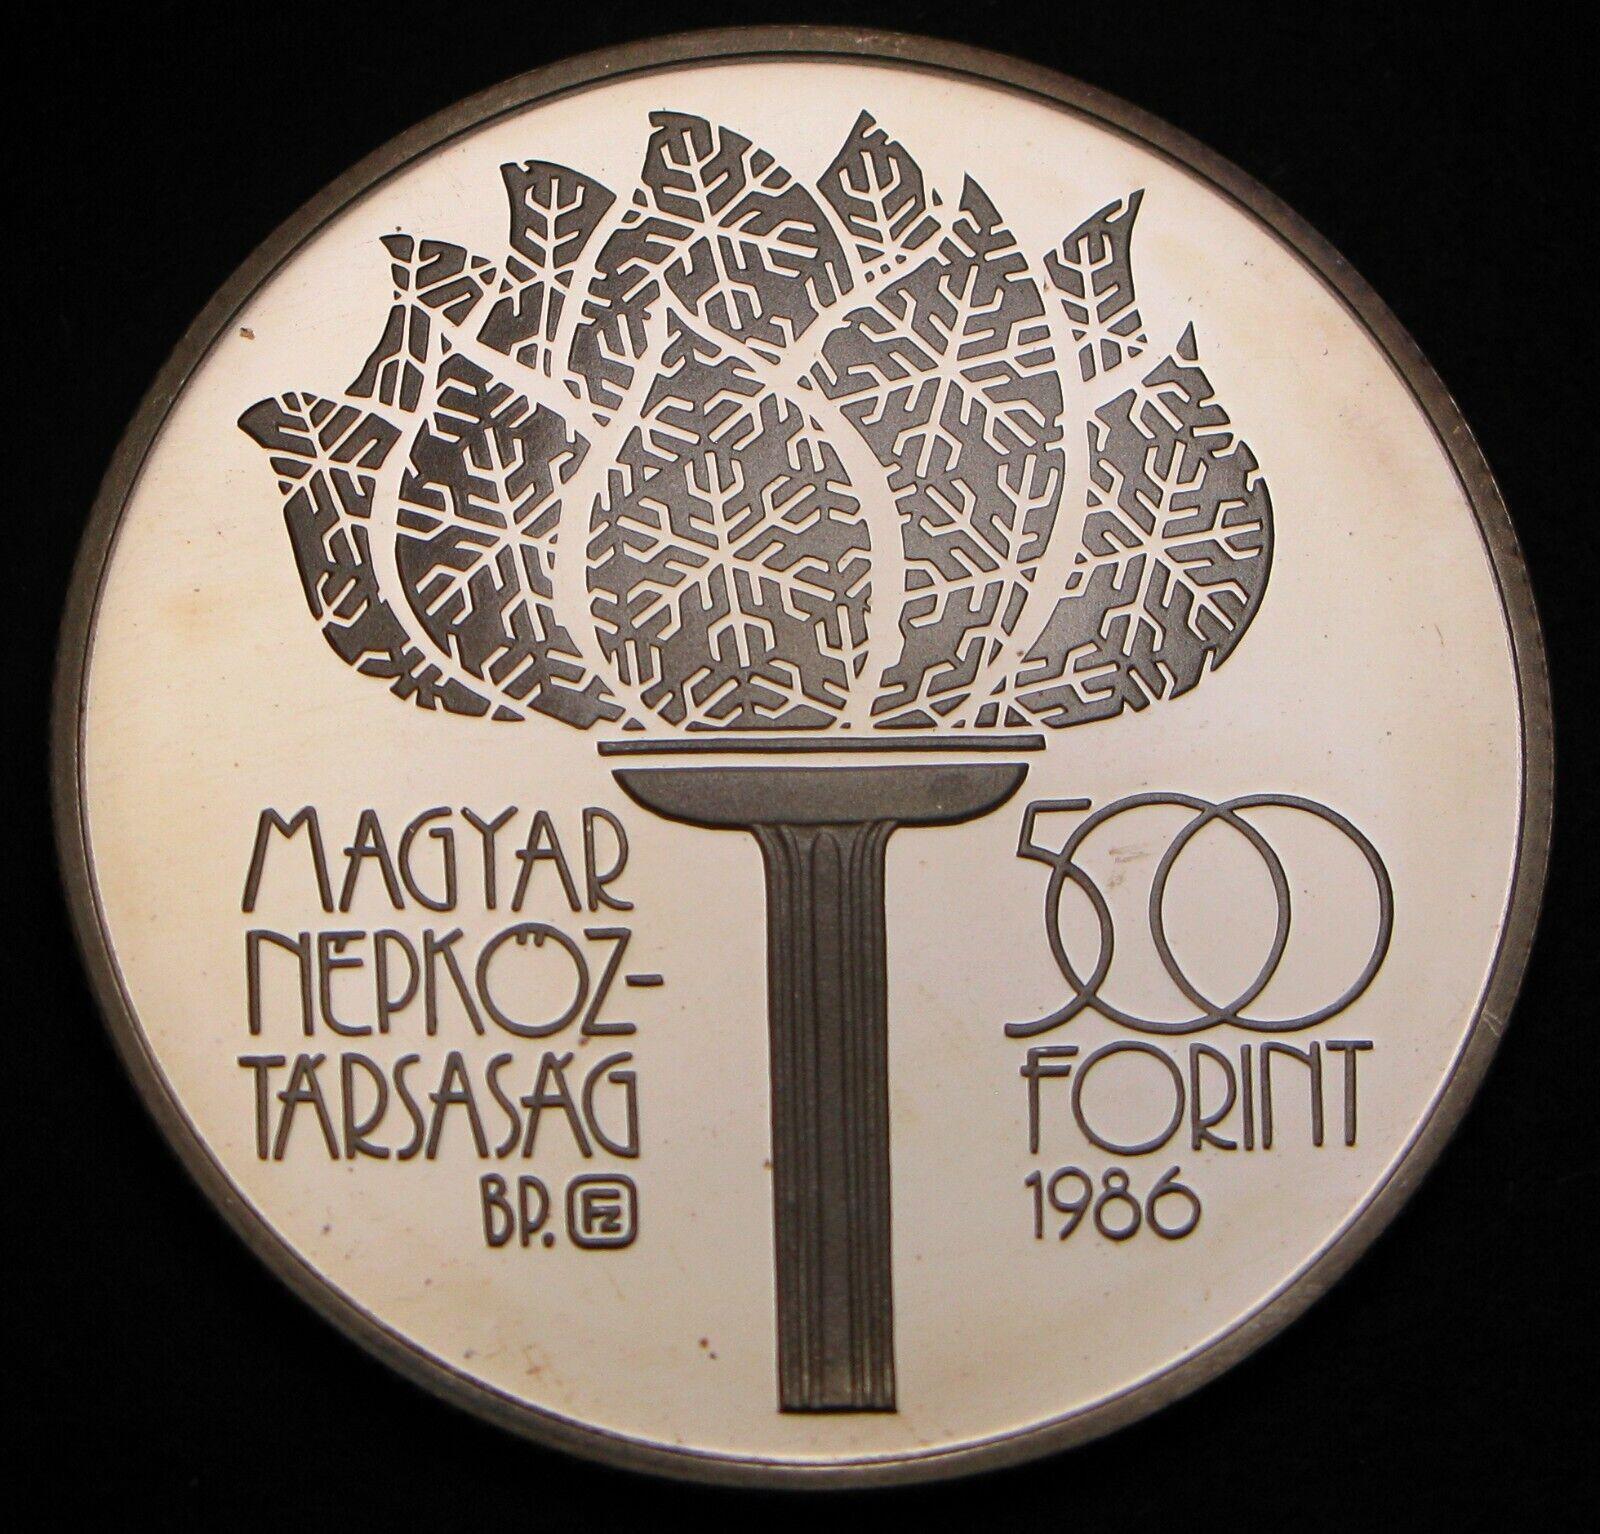 MAGYAR
NÉPKÖZ-
TÁRSASÁG
BP. FZ
500
FORINT
1986